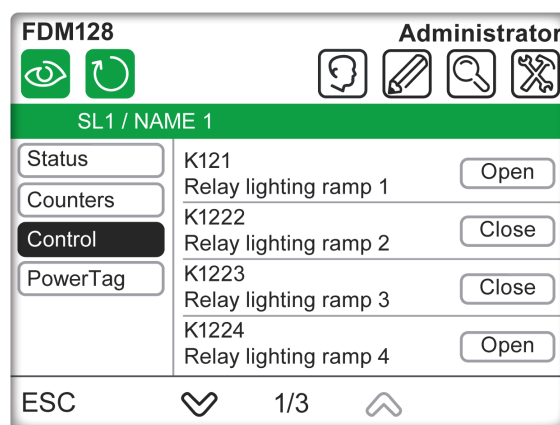 FDM128
Administrator
SL1 / NAME 1
Status
Counters
Control
PowerTag
K121
Relay lighting ramp 1
Open
K1222
Relay lighting ramp 2
Close
K1223
Relay lighting ramp 3
Close
K1224
Relay lighting ramp 4
Open
ESC
1/3